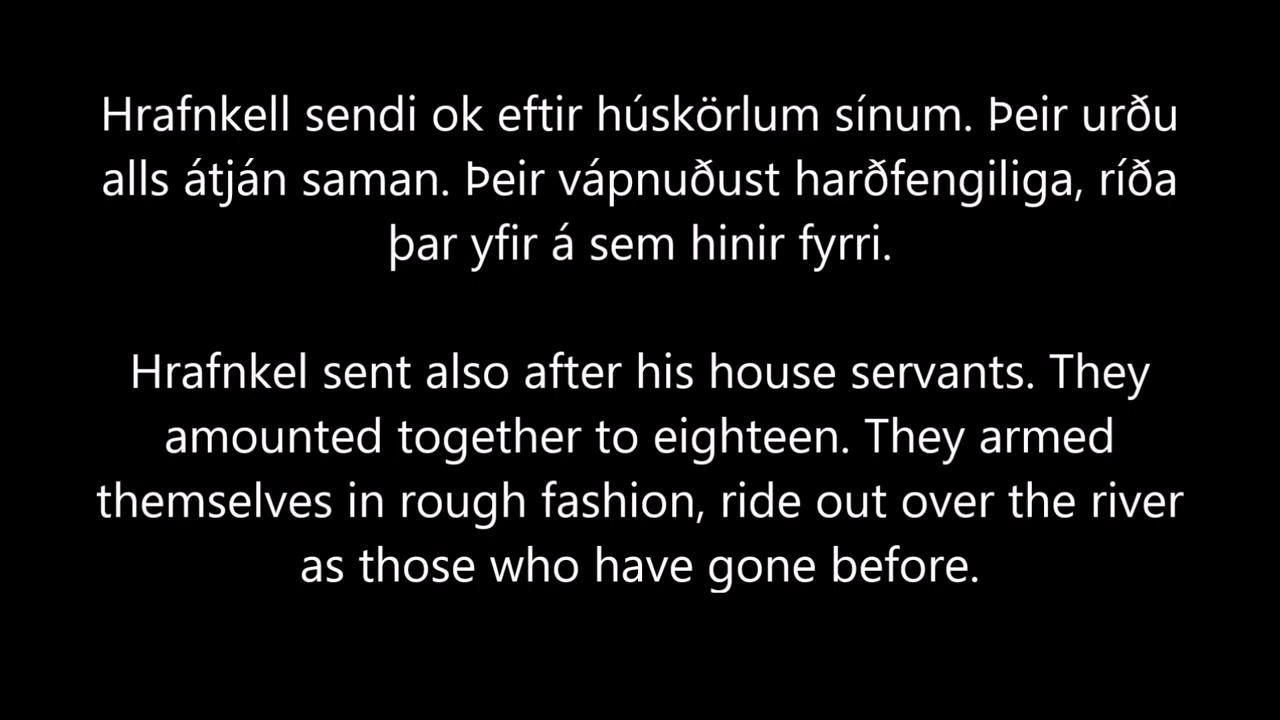 Hrafnkell sendi ok eftir húskörlum sínum. Þeir urðu
alls átján saman. Þeir vápnuðust harðfengiliga, ríða
þar yfir á sem hinir fyrri.
Hrafnkel sent also after his house servants. They
amounted together to eighteen. They armed
themselves in rough fashion, ride out over the river
as those who have gone before.